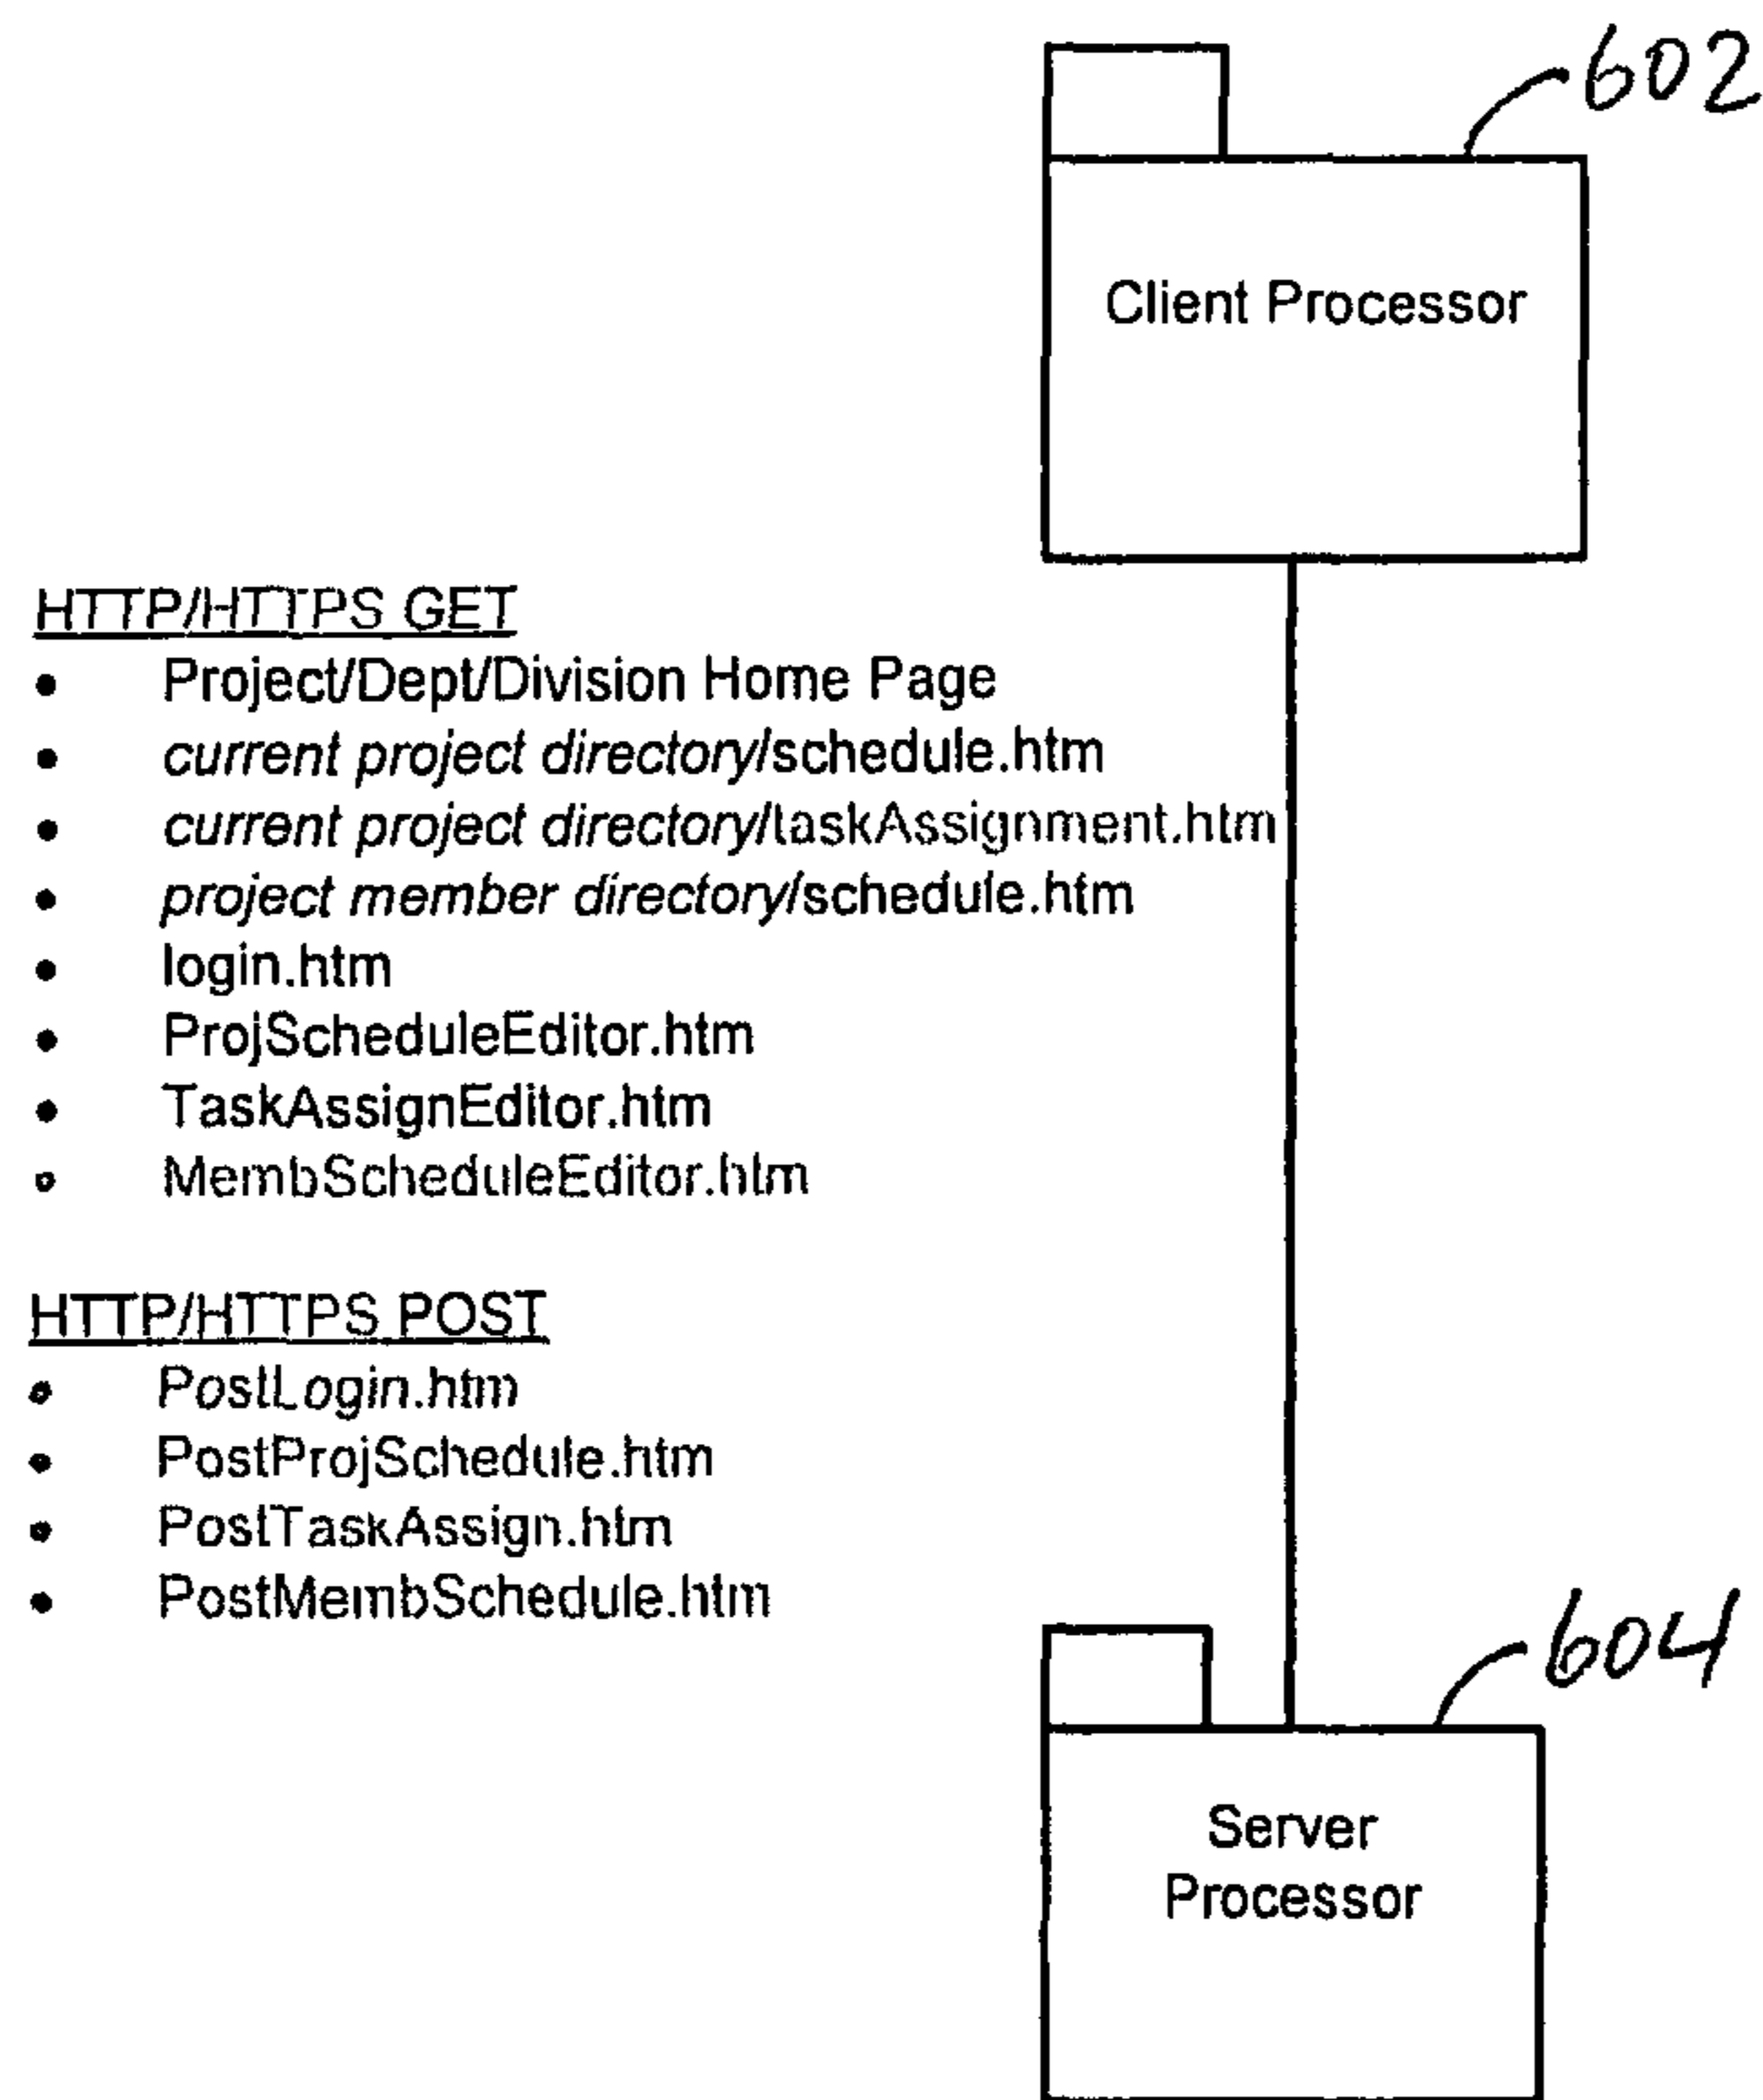 602
Client Processor
HTTP/HTTPS GET
• Project/Dept/Division Home Page
• current project directory/schedule.htm
• current project directory/taskAssignment.htm
• project member directory/schedule.htm
• login.htm
• ProjScheduleEditor.htm
• TaskAssignEditor.htm
• MembScheduleEditor.htm
HTTP/HTTPS POST
• PostLogin.htm
• PostProjSchedule.htm
• PostTaskAssign.htm
• PostMembSchedule.htm
604
Server
Processor